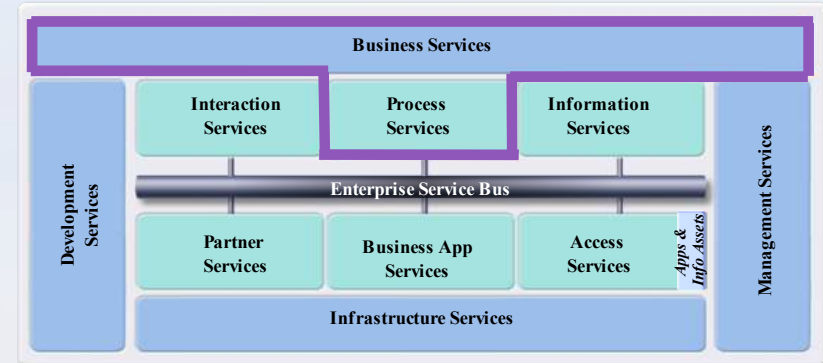 Business Services
Interaction
Services
Process
Services
Information
Services
Development
Services
Management Services
Enterprise Service Bus
Partner
Services
Business App
Services
Access
Services
Apps &
Info Assets
Infrastructure Services